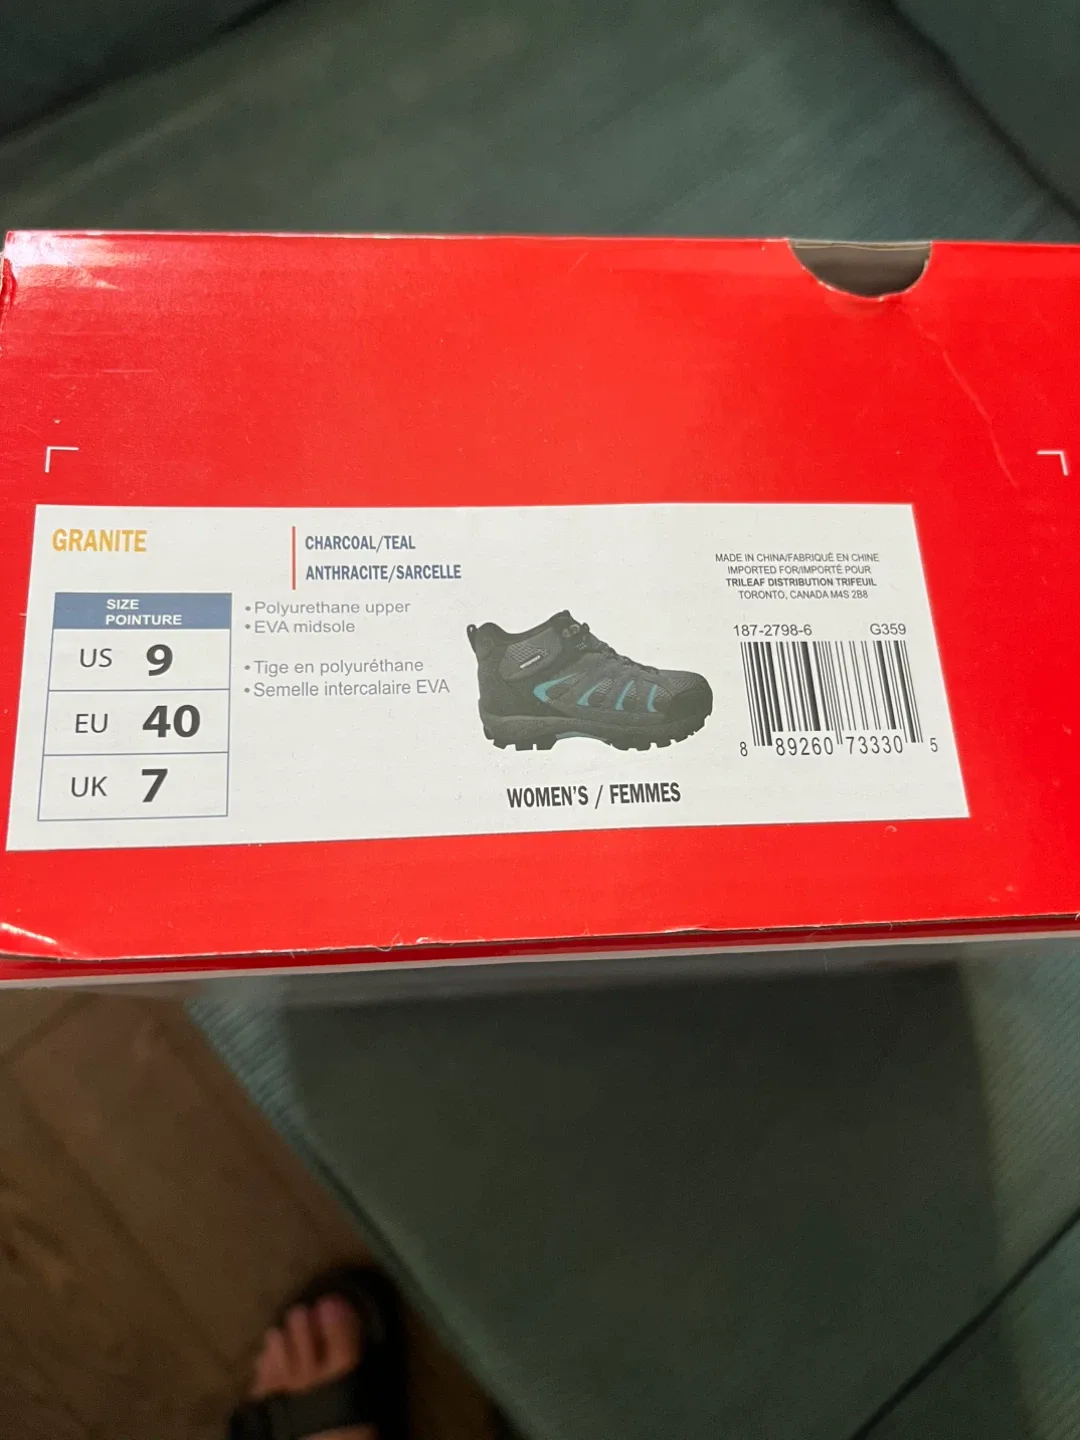 GRANITE
CHARCOAL/TEAL
ANTHRACITE/SARCELLE
SIZE
POINTURE
US 9
EU 40
UK 7
• Polyurethane upper
• EVA midsole
• Tige en polyuréthane
• Semelle intercalaire EVA
WOMEN'S / FEMMES
MADE IN CHINA/FABRIQUÉ EN CHINE
IMPORTED FOR/IMPORTÉ POUR
TRILEAF DISTRIBUTION TRIFEUIL
TORONTO, CANADA M4S 2B8
187-2798-6 G359
8 89260 73330 5